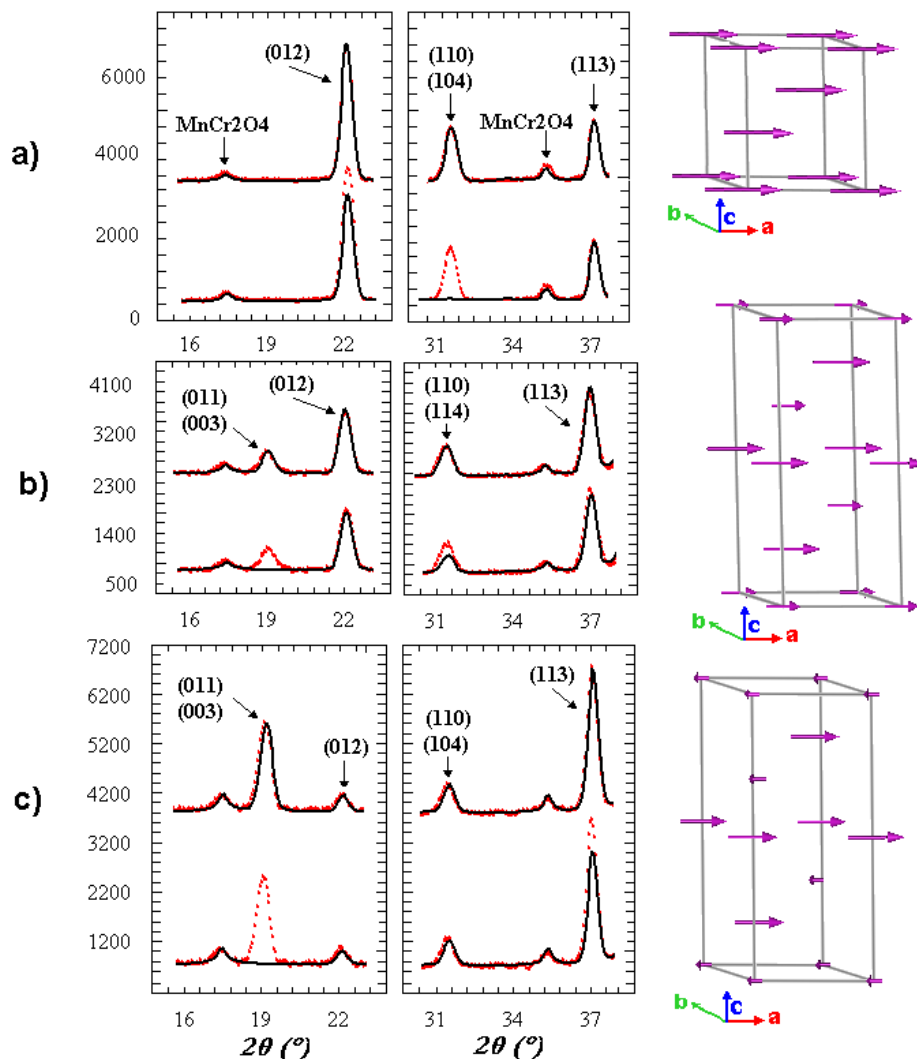 (012)
(110)
(104)
(113)
MnCr2O4
MnCr2O4
6000
4000
2000
0
a)
b
c
a
16 19 22
31 34 37
(011)
(003)
(012)
(110)
(114)
(113)
4100
3200
2300
1400
500
b)
b
c
a
16 19 22
31 34 37
7200
6200
5200
4200
3200
2200
1200
(011)
(003)
(012)
(110)
(104)
(113)
c)
b
c
a
16 19 22
31 34 37
2θ (°)
2θ (°)